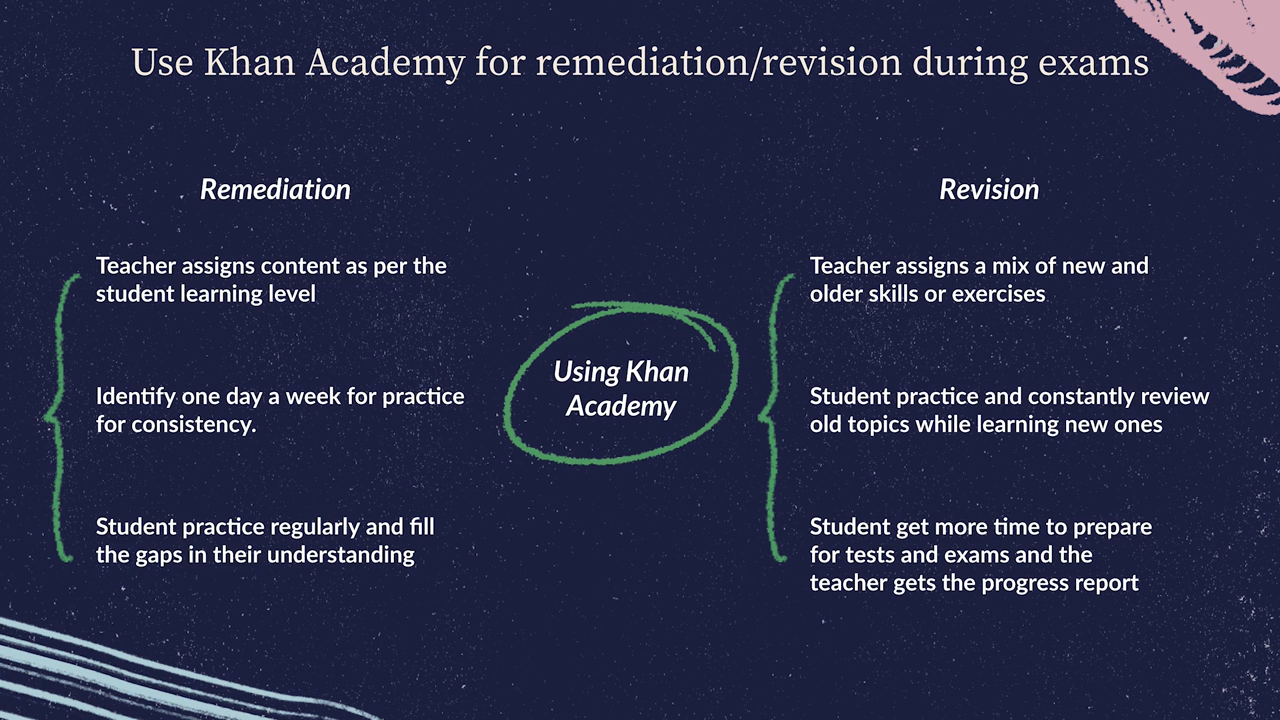 Use Khan Academy for remediation/revision during exams
Remediation
Teacher assigns content as per the
student learning level
Identify one day a week for practice
for consistency.
Student practice regularly and fill
the gaps in their understanding
Using Khan
Academy
Revision
Teacher assigns a mix of new and
older skills or exercises
Student practice and constantly review
old topics while learning new ones
Student get more time to prepare
for tests and exams and the
teacher gets the progress report